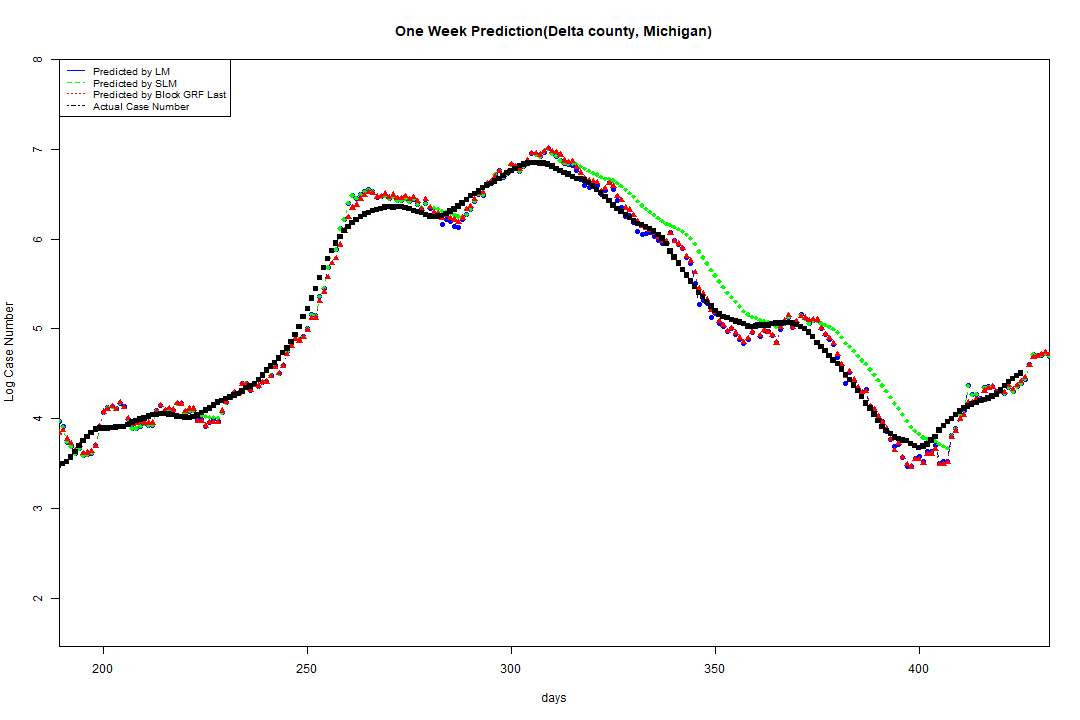 One Week Prediction(Delta county, Michigan)
Predicted by LM
Predicted by SLM
Predicted by Block GRF Last
Actual Case Number
8
7
6
5
4
3
2
Log Case Number
200 250 300 350 400
days